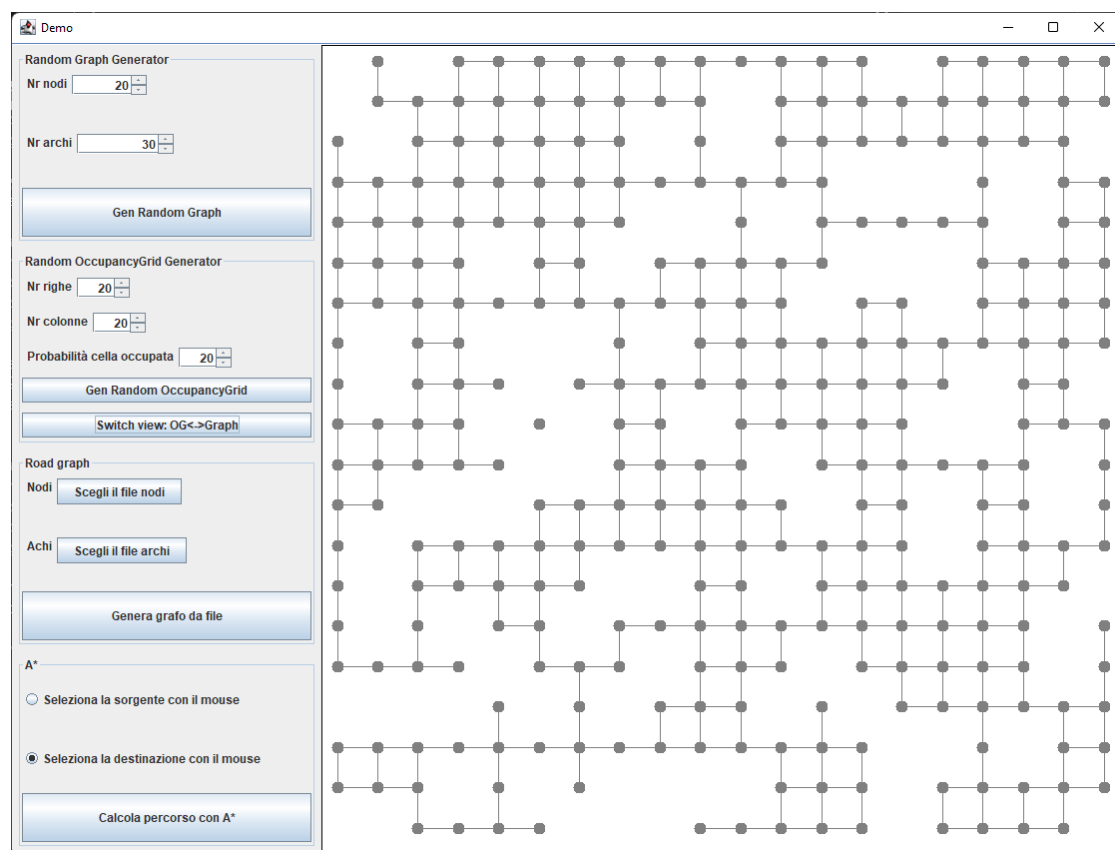 Demo
Random Graph Generator
Nr nodi 20
Nr archi 30
Gen Random Graph
Random OccupancyGrid Generator
Nr righe 20
Nr colonne 20
Probabilità cella occupata 20
Gen Random OccupancyGrid
Switch view: OG<->Graph
Road graph
Nodi Scegli il file nodi
Achi Scegli il file archi
Genera grafo da file
A*
Seleziona la sorgente con il mouse
Seleziona la destinazione con il mouse
Calcola percorso con A*